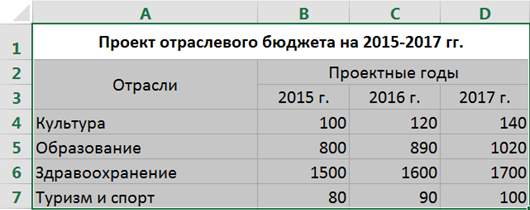 A B C D
1 Проект отраслевого бюджета на 2015-2017 гг.
2 Отрасли Проектные годы
3 2015 г. 2016 г. 2017 г.
4 Культура 100 120 140
5 Образование 800 890 1020
6 Здравоохранение 1500 1600 1700
7 Туризм и спорт 80 90 100